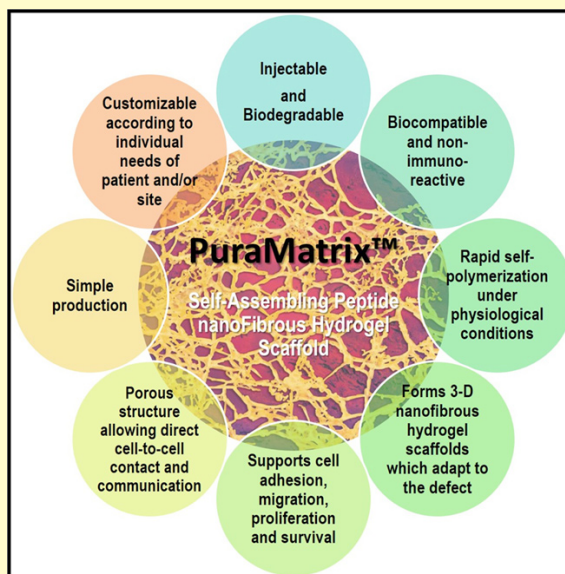 PuraMatrix™
Self-Assembling Peptide
nanoFibrous Hydrogel
Scaffold
Injectable
and
Biodegradable
Biocompatible
and non-
immuno-
reactive
Rapid self-
polymerization
under
physiological
conditions
Forms 3-D
nanofibrous
hydrogel
scaffolds
which adapt to
the defect
Supports cell
adhesion,
migration,
proliferation
and survival
Porous
structure
allowing direct
cell-to-cell
contact and
communication
Simple
production
Customizable
according to
individual
needs of
patient and/or
site